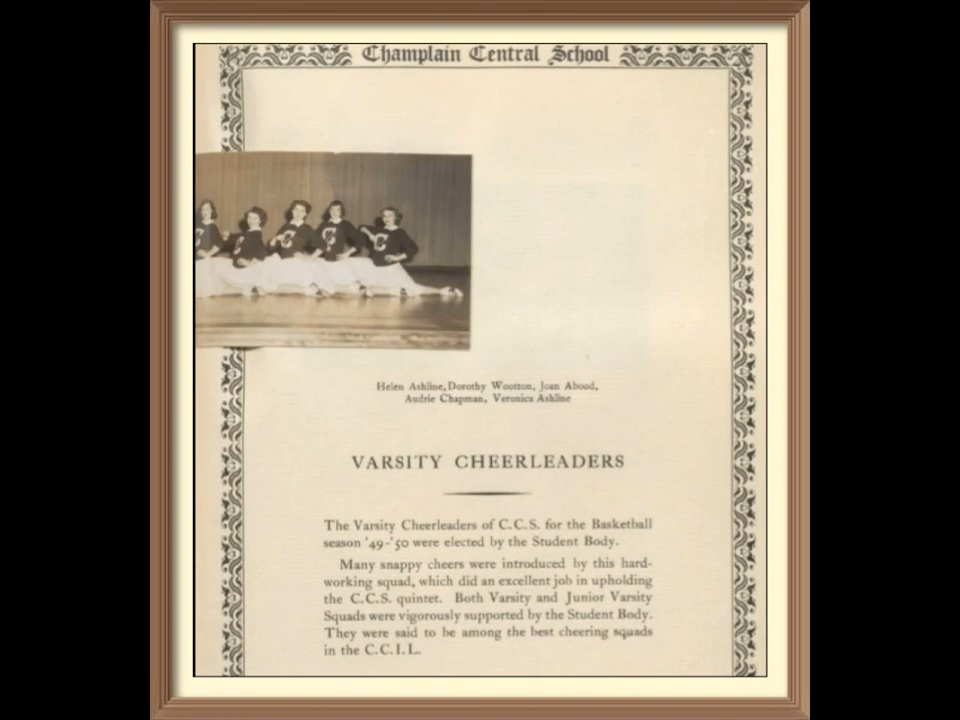 Champlain Central School
C C C C C
Helen Ashline, Dorothy Wootton, Joan Abood,
Audrie Chapman, Veronica Ashline
VARSITY CHEERLEADERS
The Varsity Cheerleaders of C.C.S. for the Basketball
season '49-'50 were elected by the Student Body.
Many snappy cheers were introduced by this hard-
working squad, which did an excellent job in upholding
the C.C.S. quintet. Both Varsity and Junior Varsity
Squads were vigorously supported by the Student Body.
They were said to be among the best cheering squads
in the C.C.I.L.